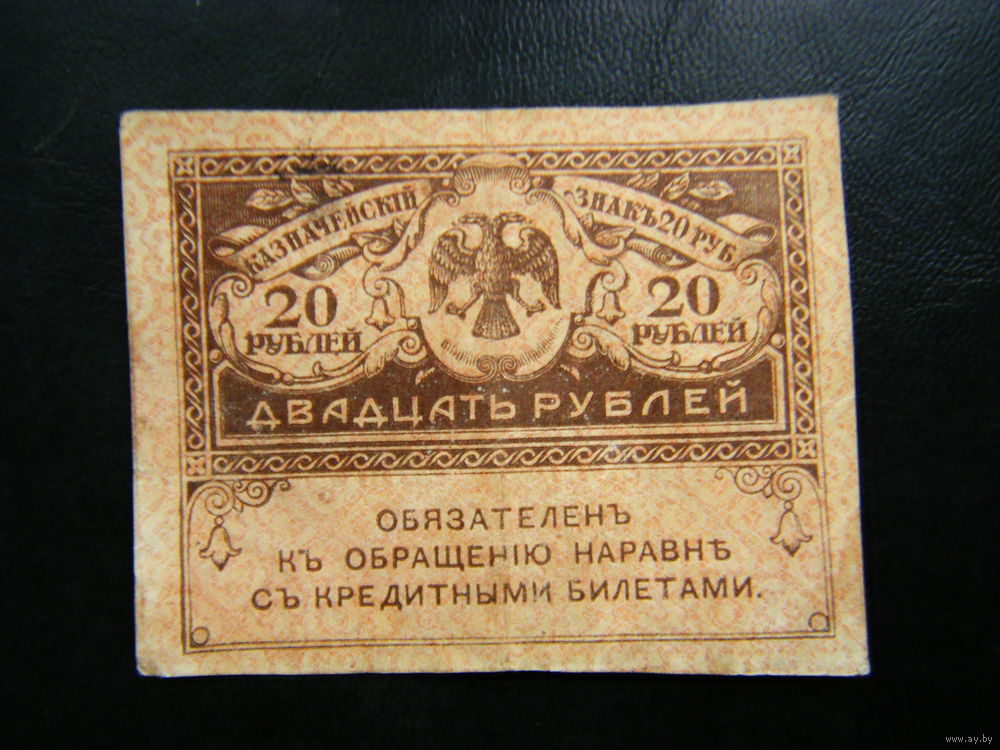 КАЗНАЧЕЙСКІЙ
ЗНАКЪ 20 РУБ
20
РУБЛЕЙ
20
РУБЛЕЙ
ДВАДЦАТЬ РУБЛЕЙ
ОБЯЗАТЕЛЕНЪ
КЪ ОБРАЩЕНІЮ НАРАВНѢ
СЪ КРЕДИТНЫМИ БИЛЕТАМИ.
www.ay.by